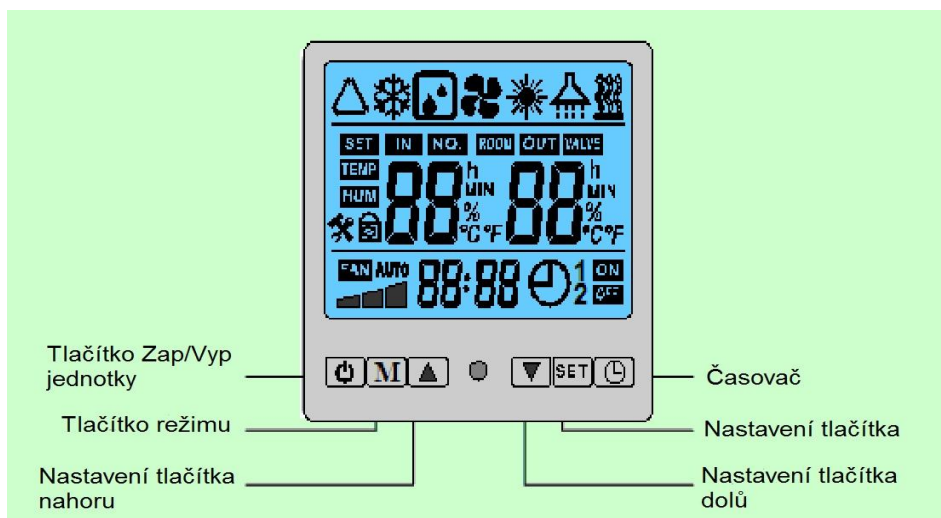 SET IN NO. ROOM OUT VALVE
TEMP 88 h MIN % °C °F 88 h MIN % °C °F
HUM
FAN AUTO 88:88 1 2 ON OFF
M SET
Tlačítko Zap/Vyp
jednotky
Tlačítko režimu
Nastavení tlačítka
nahoru
Časovač
Nastavení tlačítka
Nastavení tlačítka
dolů